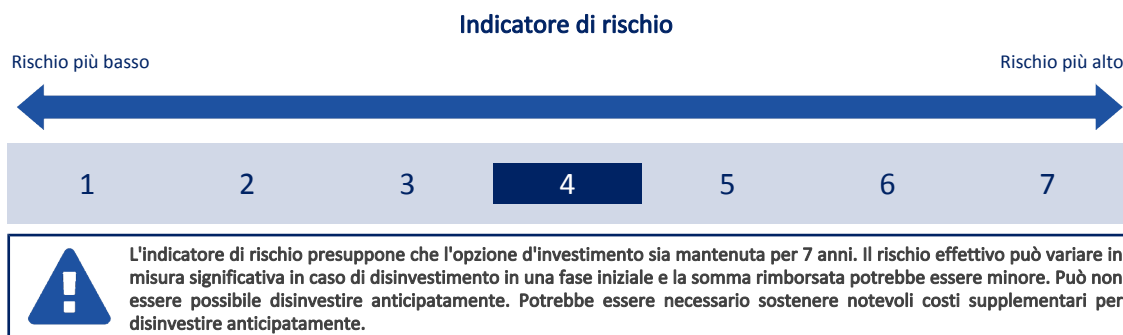 Indicatore di rischio
Rischio più basso
Rischio più alto
1 2 3 4 5 6 7
L'indicatore di rischio presuppone che l'opzione d'investimento sia mantenuta per 7 anni. Il rischio effettivo può variare in
misura significativa in caso di disinvestimento in una fase iniziale e la somma rimborsata potrebbe essere minore. Può non
essere possibile disinvestire anticipatamente. Potrebbe essere necessario sostenere notevoli costi supplementari per
disinvestire anticipatamente.